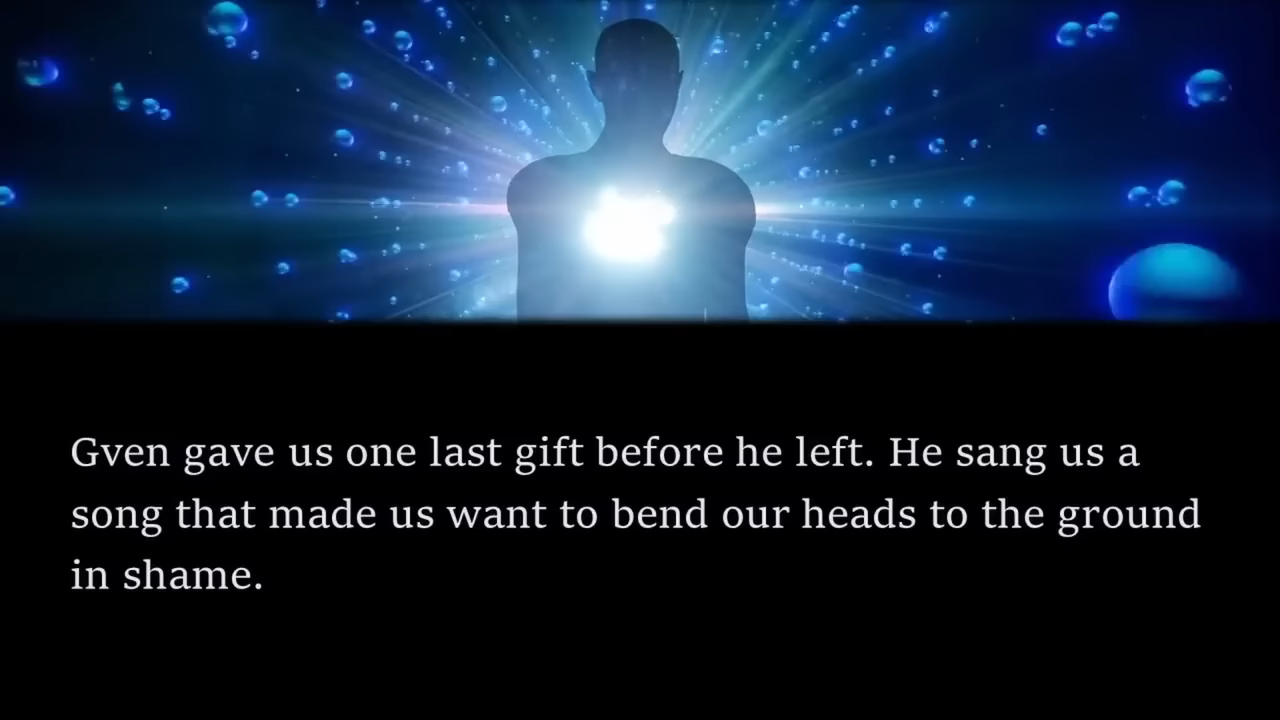 Gven gave us one last gift before he left. He sang us a
song that made us want to bend our heads to the ground
in shame.